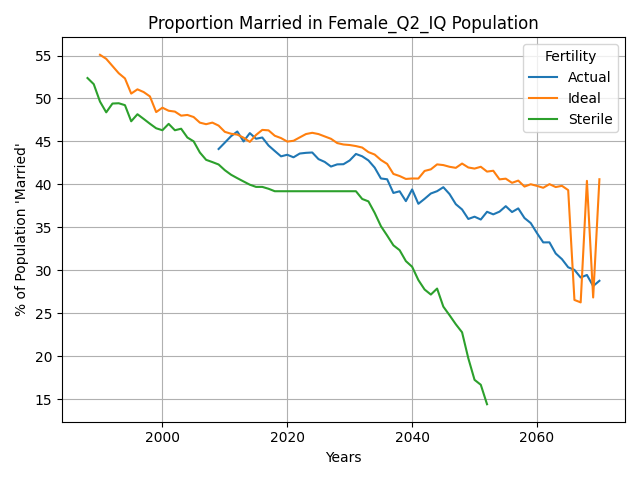 Proportion Married in Female_Q2_IQ Population
% of Population 'Married'
55
50
45
40
35
30
25
20
15
Fertility
Actual
Ideal
Sterile
2000
2020
2040
2060
Years